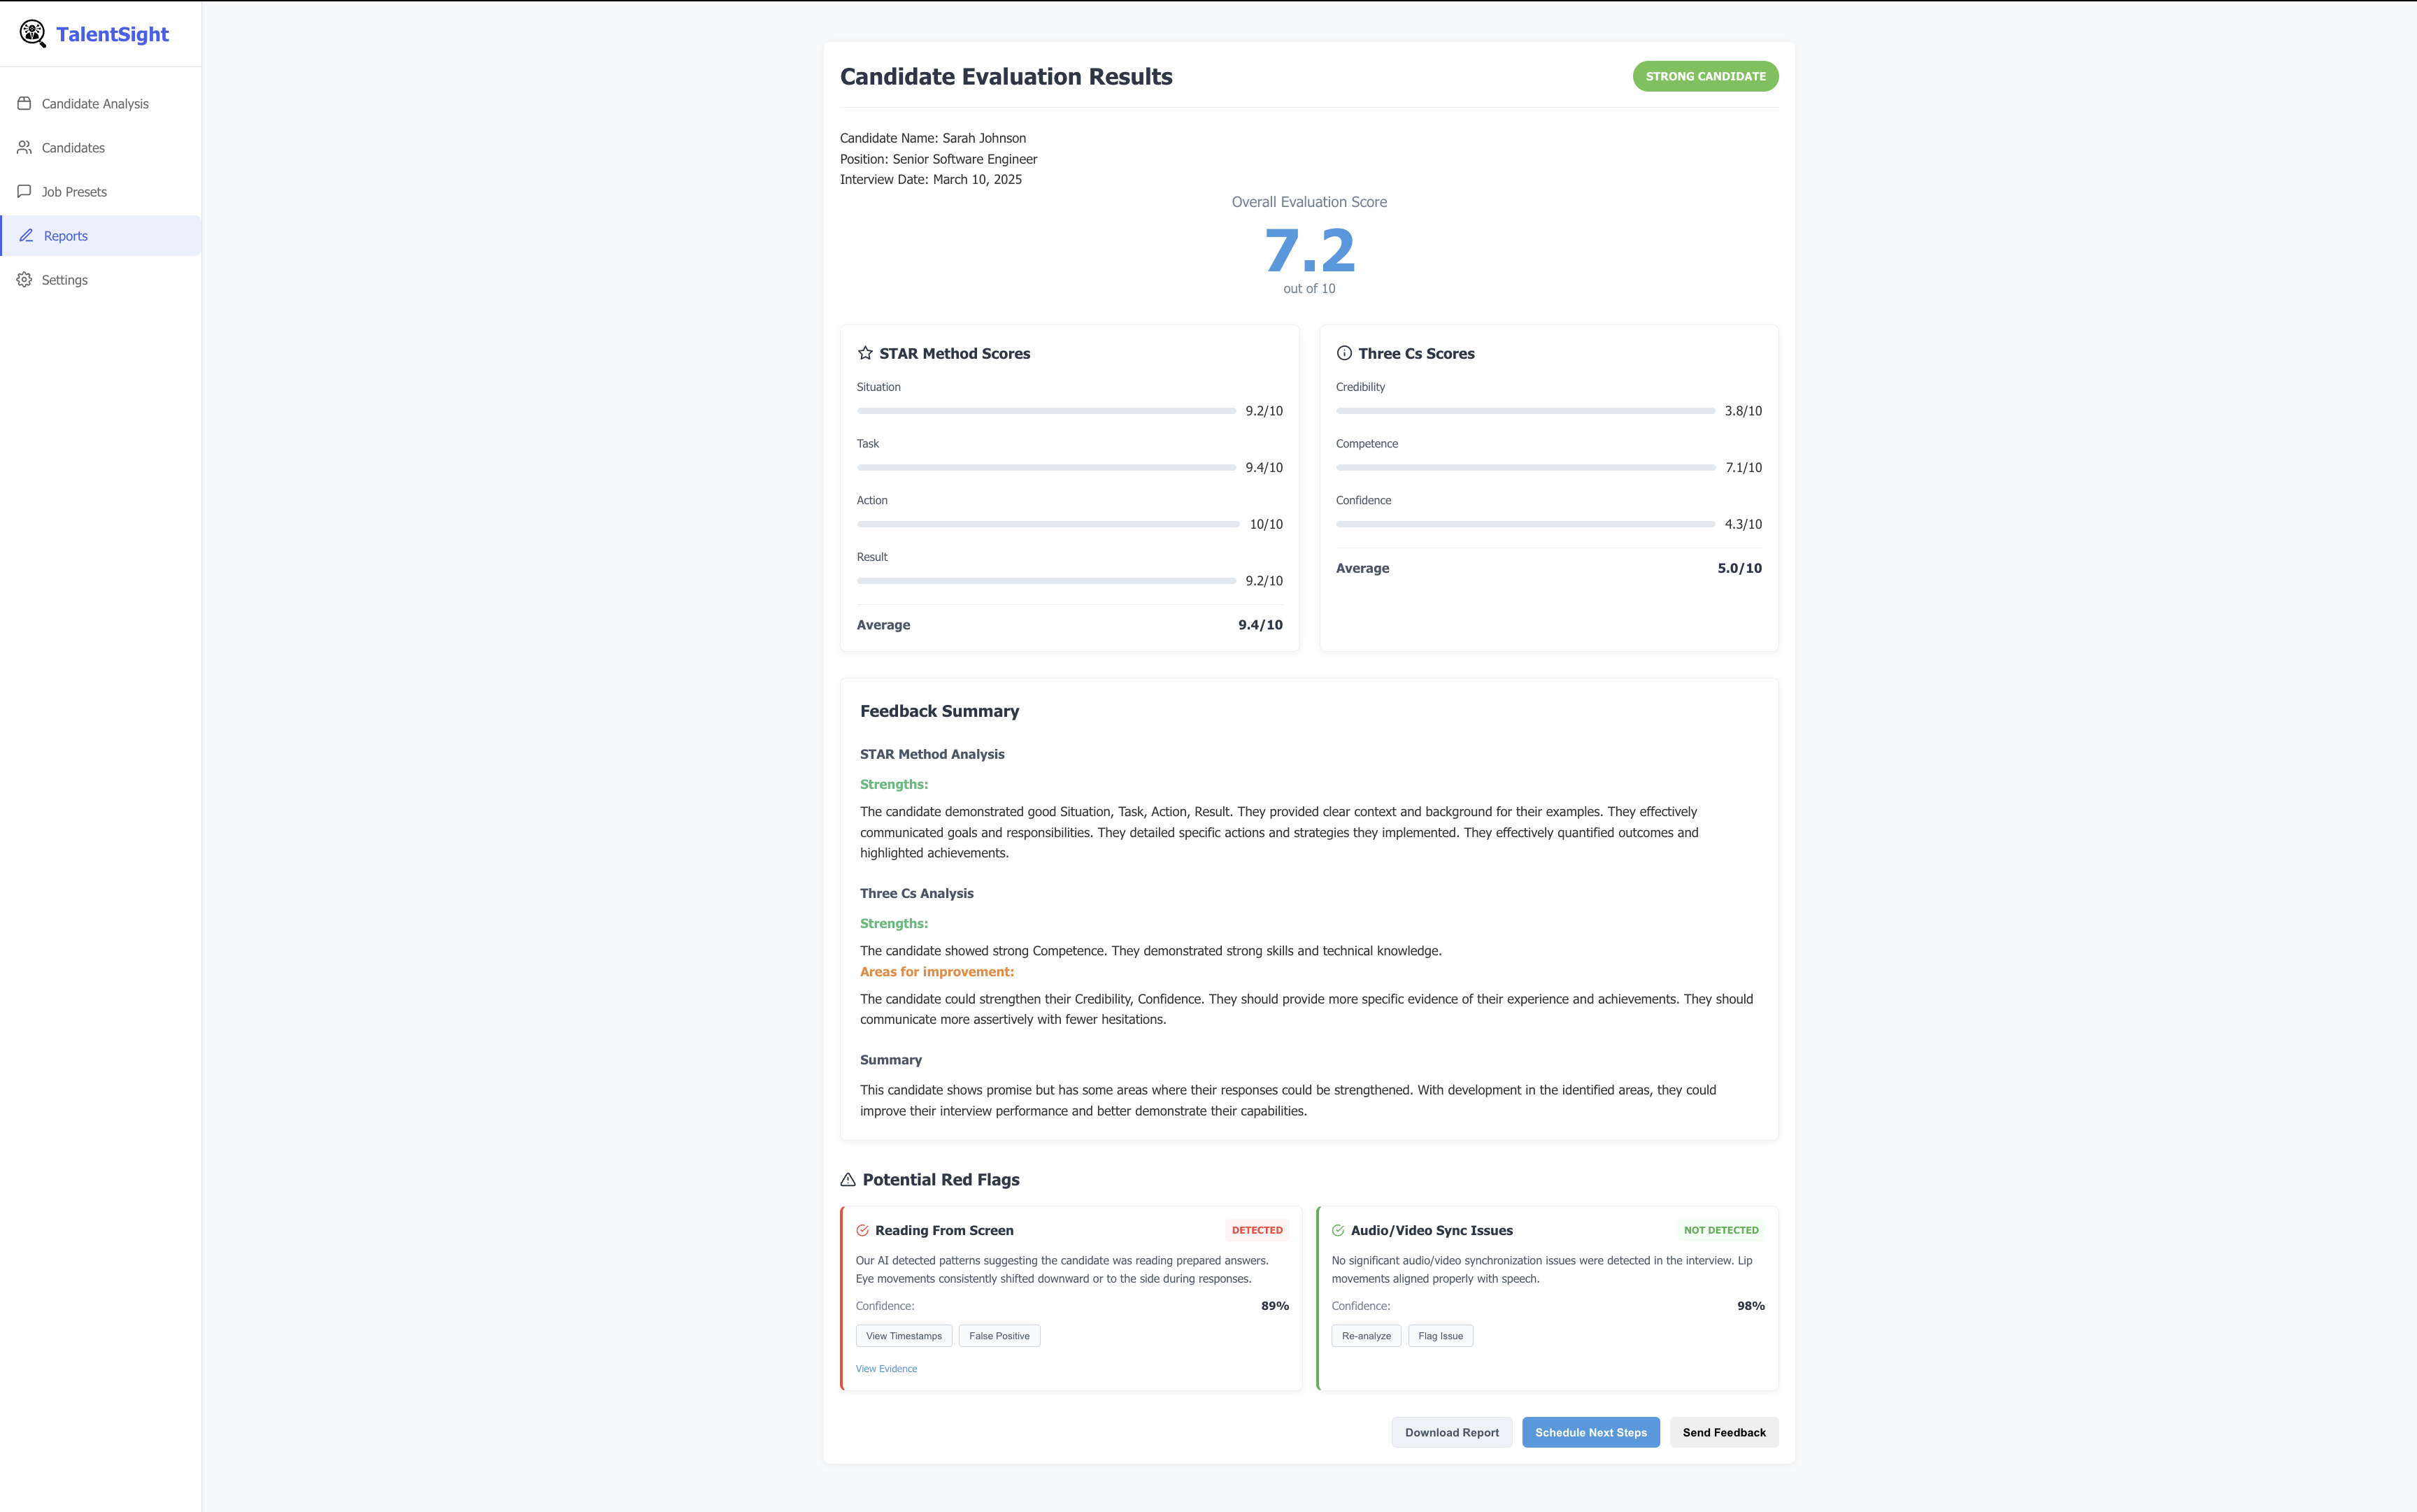 TalentSight
Candidate Analysis
Candidates
Job Presets
Reports
Settings
Candidate Evaluation Results
STRONG CANDIDATE
Candidate Name: Sarah Johnson
Position: Senior Software Engineer
Interview Date: March 10, 2025
Overall Evaluation Score
7.2
out of 10
STAR Method Scores
Situation
9.2/10
Task
9.4/10
Action
10/10
Result
9.2/10
Average
9.4/10
Three Cs Scores
Credibility
3.8/10
Competence
7.1/10
Confidence
4.3/10
Average
5.0/10
Feedback Summary
STAR Method Analysis
Strengths:
The candidate demonstrated good Situation, Task, Action, Result. They provided clear context and background for their examples. They effectively
communicated goals and responsibilities. They detailed specific actions and strategies they implemented. They effectively quantified outcomes and
highlighted achievements.
Three Cs Analysis
Strengths:
The candidate showed strong Competence. They demonstrated strong skills and technical knowledge.
Areas for improvement:
The candidate could strengthen their Credibility, Confidence. They should provide more specific evidence of their experience and achievements. They should
communicate more assertively with fewer hesitations.
Summary
This candidate shows promise but has some areas where their responses could be strengthened. With development in the identified areas, they could
improve their interview performance and better demonstrate their capabilities.
Potential Red Flags
Reading From Screen
DETECTED
Our AI detected patterns suggesting the candidate was reading prepared answers.
Eye movements consistently shifted downward or to the side during responses.
Confidence:
89%
View Timestamps
False Positive
View Evidence
Audio/Video Sync Issues
NOT DETECTED
No significant audio/video synchronization issues were detected in the interview. Lip
movements aligned properly with speech.
Confidence:
98%
Re-analyze
Flag Issue
Download Report
Schedule Next Steps
Send Feedback